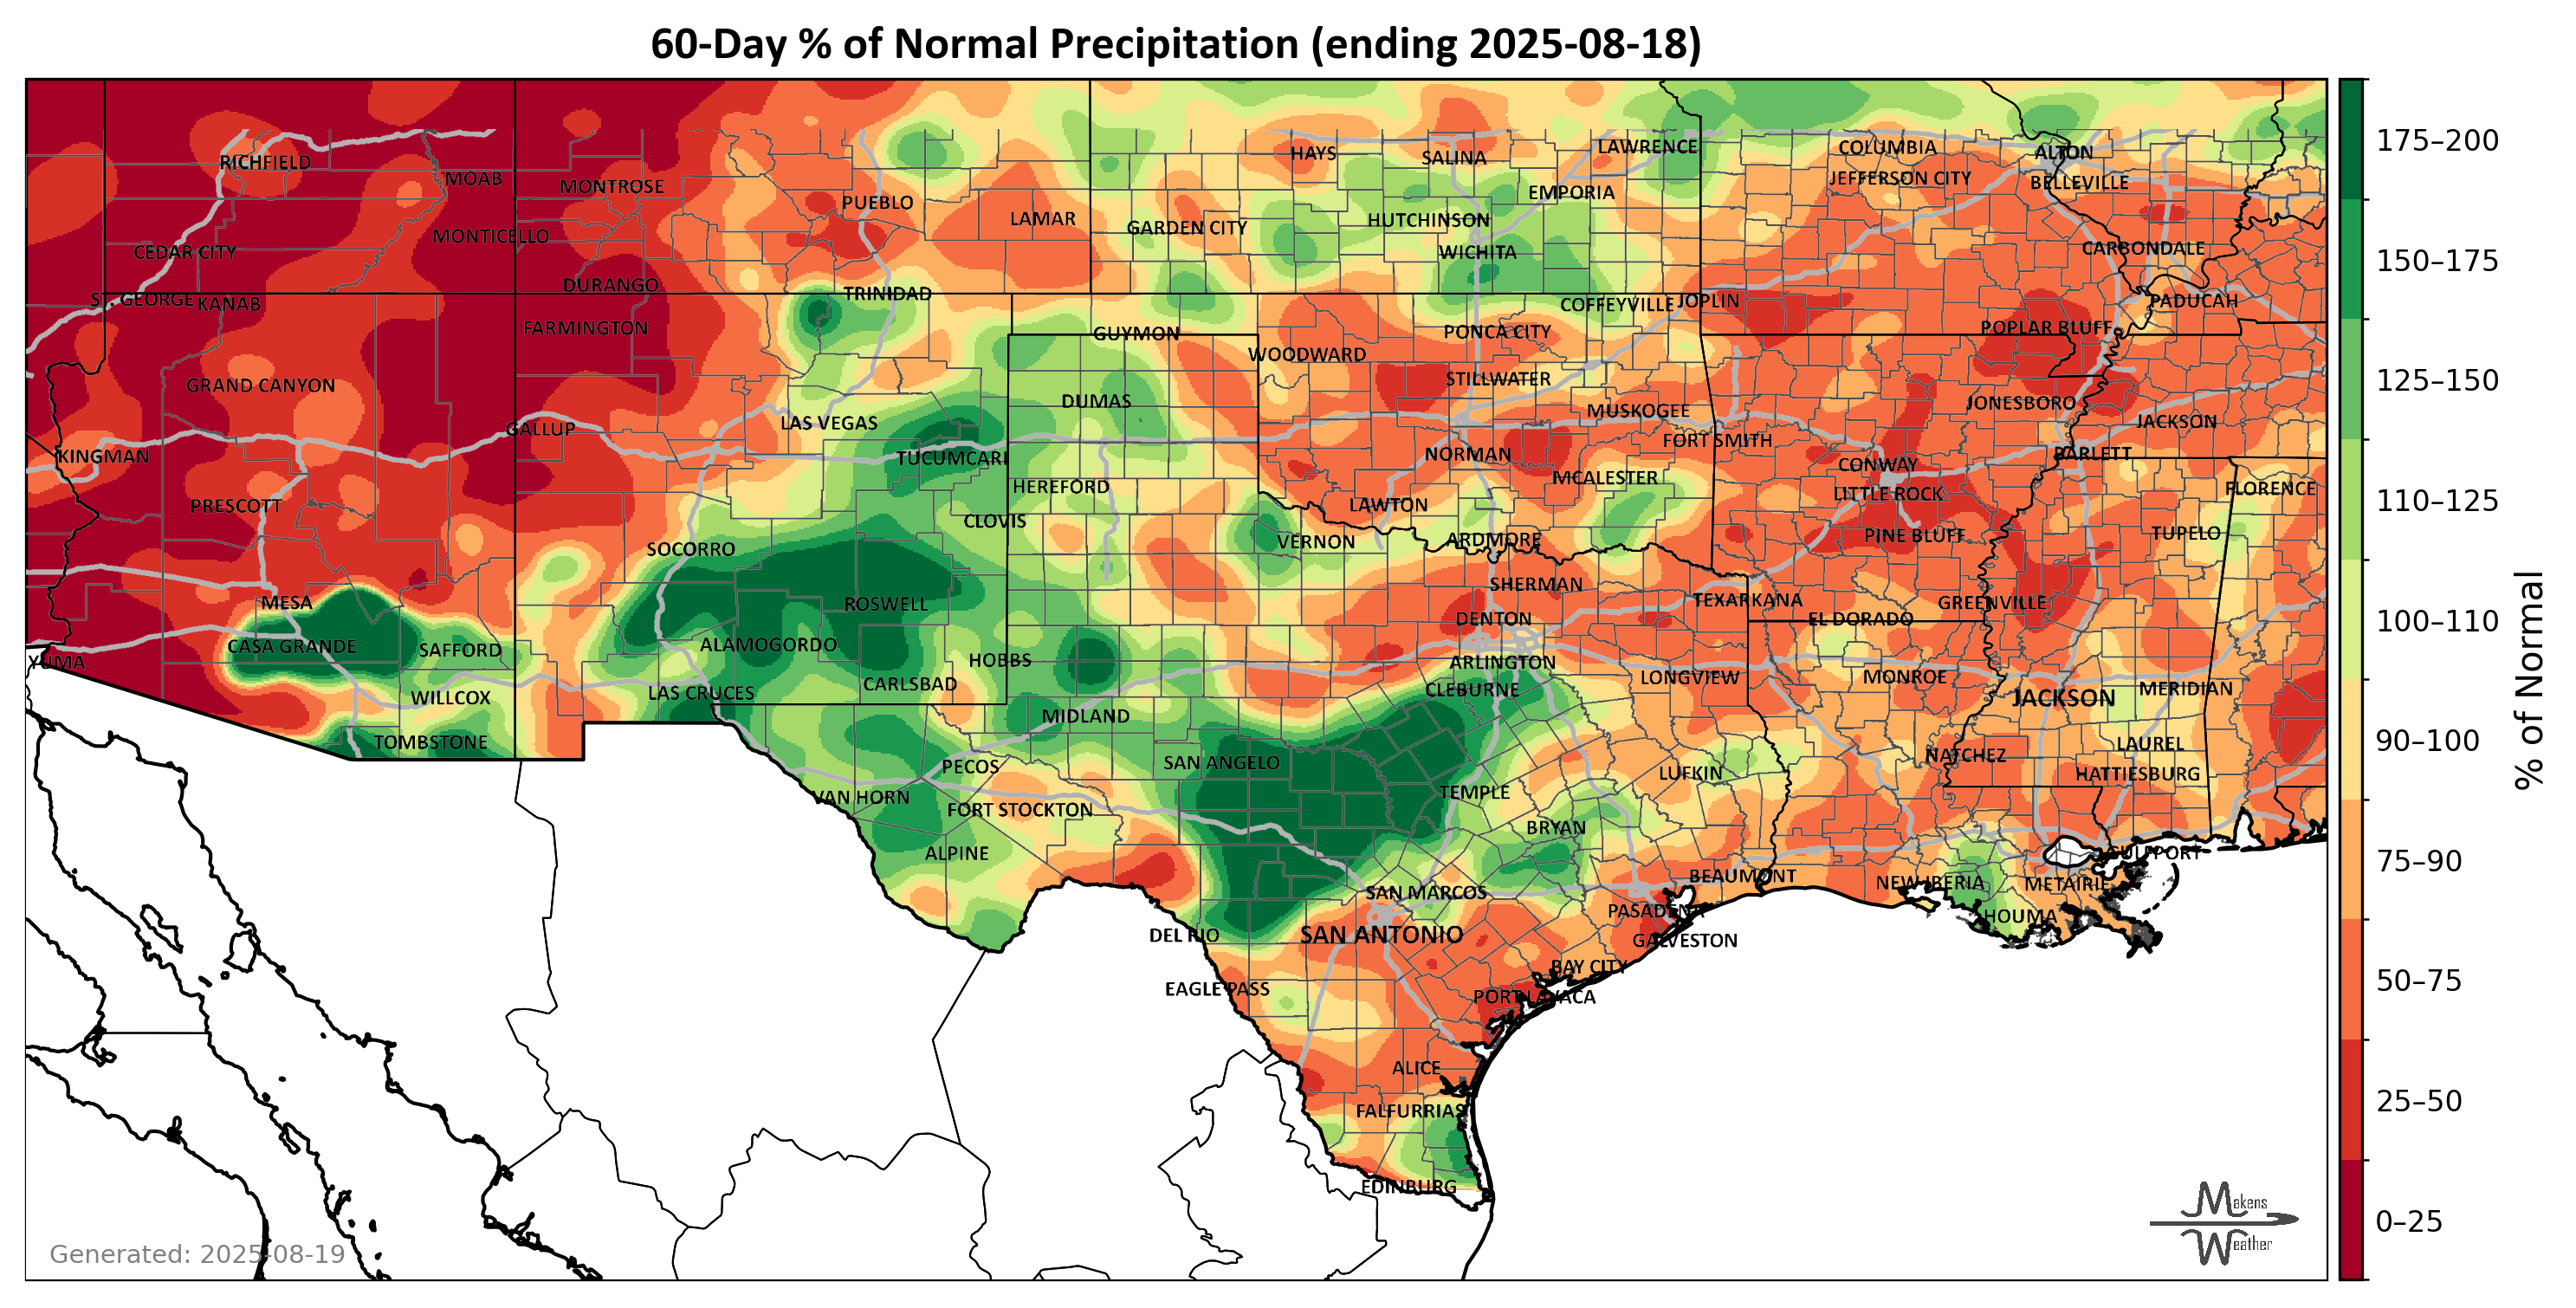 60-Day % of Normal Precipitation (ending 2025-08-18)
HAYS
SALINA
LAWRENCE
COLUMBIA
ALTON
RICHFIELD
MOAB
MONTROSE
EMPORIA
JEFFERSON CITY
BELLEVILLE
PUEBLO
LAMAR
GARDEN CITY
HUTCHINSON
MONTICELLO
CEDAR CITY
WICHITA
CARBONDALE
DURANGO
TRINIDAD
ST. GEORGE
KANAB
COFFEYVILLE
JOPLIN
PADUCAH
FARMINGTON
GUYMON
PONCA CITY
POPLAR BLUFF
WOODWARD
GRAND CANYON
STILLWATER
DUMAS
MUSKOGEE
JONESBORO
JACKSON
GALLUP
LAS VEGAS
FORT SMITH
KINGMAN
TUCUMCARI
NORMAN
CONWAY
BARLETT
HEREFORD
MCALESTER
LITTLE ROCK
FLORENCE
PRESCOTT
LAWTON
CLOVIS
VERNON
ARDMORE
PINE BLUFF
TUPELO
SOCORRO
SHERMAN
MESA
ROSWELL
TEXARKANA
GREENVILLE
DENTON
EL DORADO
CASA GRANDE
SAFFORD
ALAMOGORDO
YUMA
HOBBS
ARLINGTON
LAS CRUCES
CARLSBAD
CLEBURNE
LONGVIEW
MONROE
MERIDIAN
WILLCOX
JACKSON
MIDLAND
TOMBSTONE
LAUREL
PECOS
SAN ANGELO
NATCHEZ
LUFKIN
HATTIESBURG
VAN HORN
FORT STOCKTON
TEMPLE
BRYAN
ALPINE
GULFPORT
BEAUMONT
NEW IBERIA
METAIRIE
SAN MARCOS
PASADENA
HOUMA
DEL RIO
SAN ANTONIO
GALVESTON
BAY CITY
EAGLE PASS
PORT LAVACA
ALICE
FALFURRIAS
EDINBURG
175–200
150–175
125–150
110–125
100–110
90–100
75–90
50–75
25–50
0–25
% of Normal
Generated: 2025-08-19
Makens
Weather